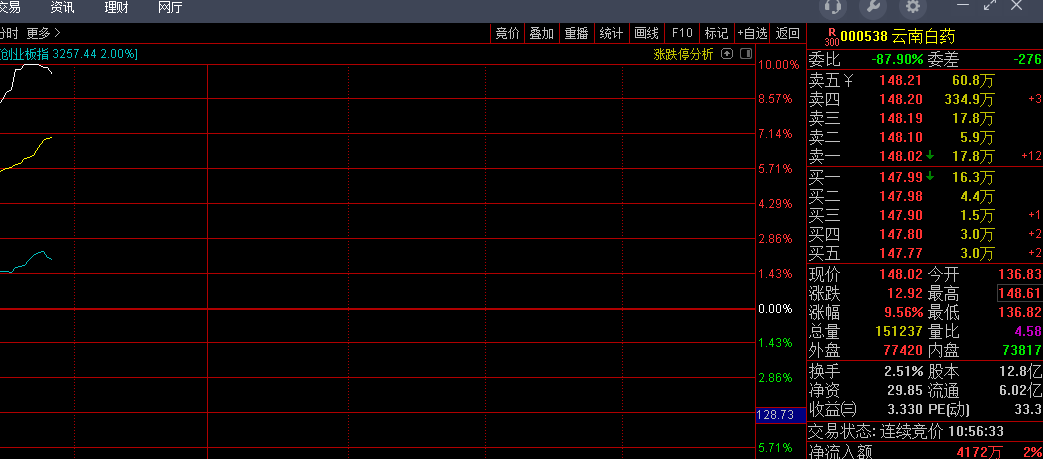 交易 资讯 理财 网厅
分时 更多 竞价 叠加 重播 统计 画线 F10 标记 +自选 返回
R 300 000538 云南白药
[创业板指 3257.44 2.00%] 涨跌停分析
委比 -87.90% 委差 -276
10.00%
卖五 ¥ 148.21 60.8万
8.57% 卖四 148.20 334.9万 +3
卖三 148.19 17.8万
7.14% 卖二 148.10 5.9万
卖一 148.02 17.8万 +12
5.71% 买一 147.99 16.3万
买二 147.98 4.4万
4.29% 买三 147.90 1.5万 +1
2.86% 买四 147.80 3.0万 +2
买五 147.77 3.0万 +2
1.43% 现价 148.02 今开 136.83
涨跌 12.92 最高 148.61
0.00% 涨幅 9.56% 最低 136.82
总量 151237 量比 4.58
1.43% 外盘 77420 内盘 73817
2.86% 换手 2.51% 股本 12.8亿
净资 29.85 流通 6.02亿
128.73 收益㈢ 3.330 PE(动) 33.3
交易状态: 连续竞价 10:56:33
5.71% 净流入额 4172万 2%